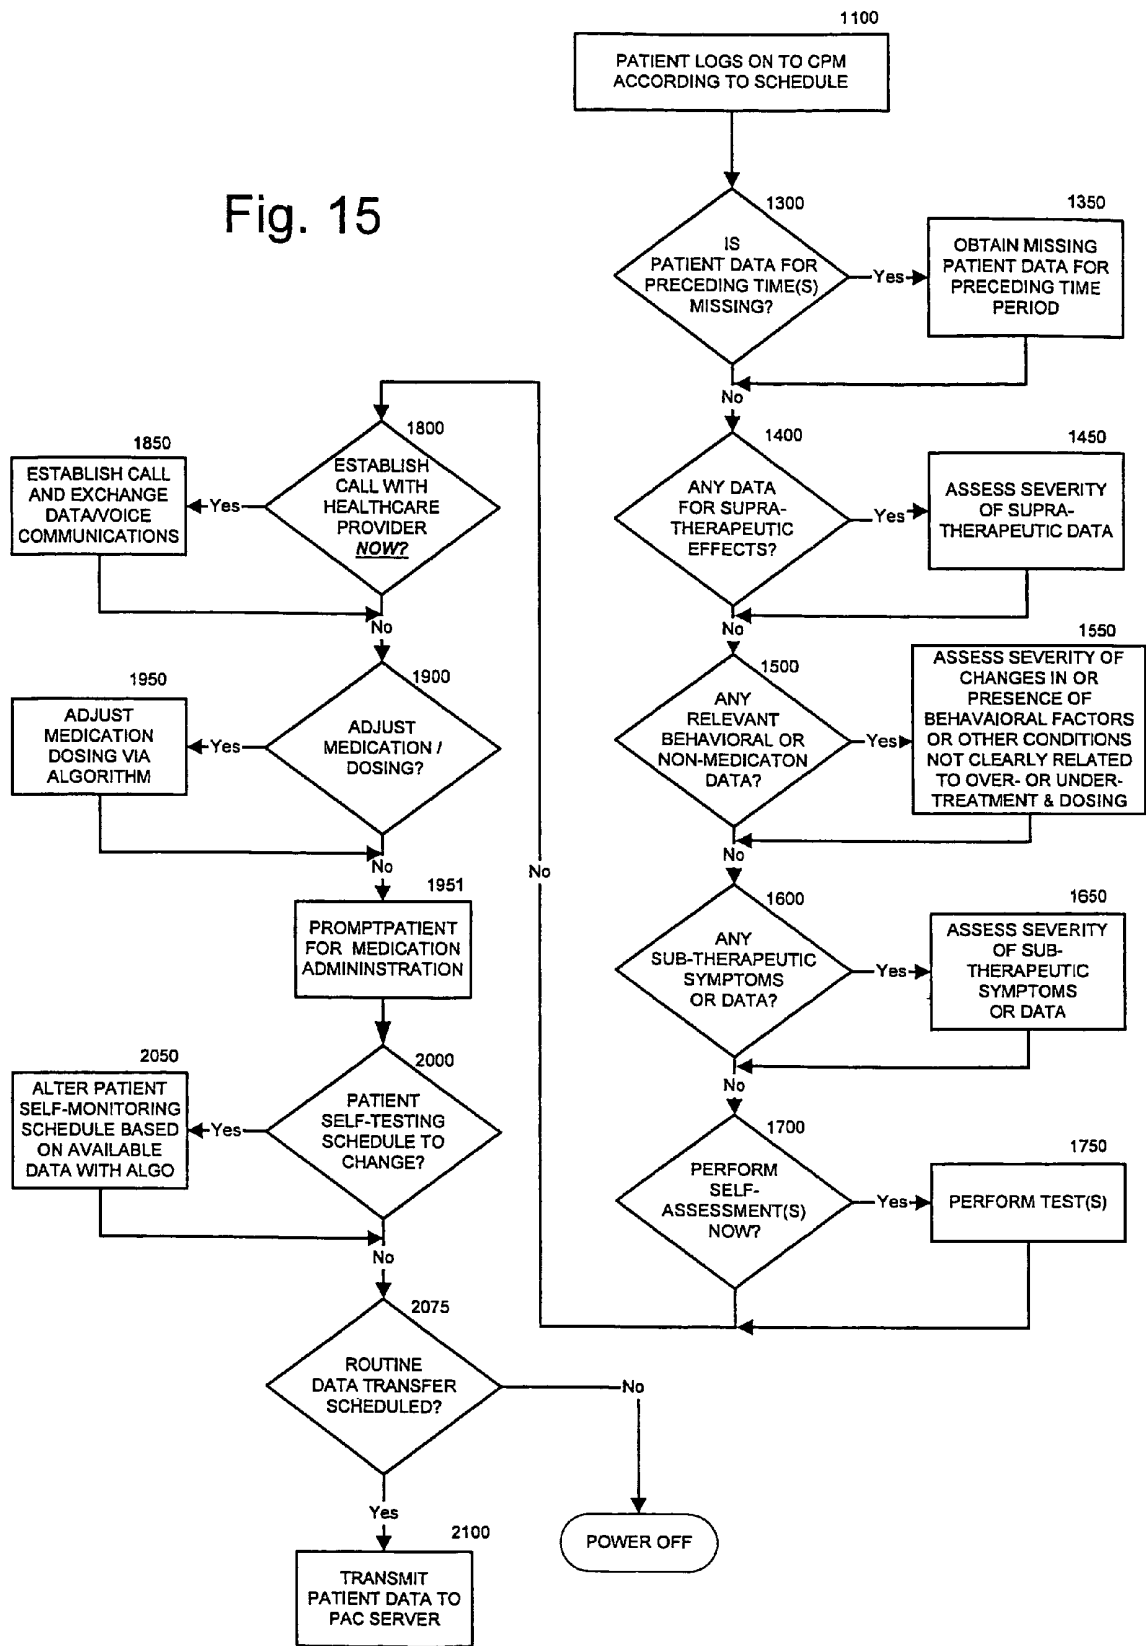 Fig. 15
1100
PATIENT LOGS ON TO CPM
ACCORDING TO SCHEDULE
1300
IS
PATIENT DATA FOR
PRECEDING TIME(S)
MISSING?
Yes
1350
OBTAIN MISSING
PATIENT DATA FOR
PRECEDING TIME
PERIOD
No
1400
ANY DATA
FOR SUPRA-
THERAPEUTIC
EFFECTS?
Yes
1450
ASSESS SEVERITY
OF SUPRA-
THERAPEUTIC DATA
No
1500
ANY
RELEVANT
BEHAVIORAL OR
NON-MEDICATON
DATA?
Yes
1550
ASSESS SEVERITY OF
CHANGES IN OR
PRESENCE OF
BEHAVAIORAL FACTORS
OR OTHER CONDITIONS
NOT CLEARLY RELATED
TO OVER- OR UNDER-
TREATMENT & DOSING
No
1600
ANY
SUB-THERAPEUTIC
SYMPTOMS
OR DATA?
Yes
1650
ASSESS SEVERITY
OF SUB-
THERAPEUTIC
SYMPTOMS
OR DATA
No
1700
PERFORM
SELF-
ASSESSMENT(S)
NOW?
Yes
1750
PERFORM TEST(S)
No
1800
ESTABLISH
CALL WITH
HEALTHCARE
PROVIDER
NOW?
Yes
1850
ESTABLISH CALL
AND EXCHANGE
DATA/VOICE
COMMUNICATIONS
No
1900
ADJUST
MEDICATION /
DOSING?
Yes
1950
ADJUST
MEDICATION
DOSING VIA
ALGORITHM
No
1951
PROMPTPATIENT
FOR MEDICATION
ADMININSTRATION
2000
PATIENT
SELF-TESTING
SCHEDULE TO
CHANGE?
Yes
2050
ALTER PATIENT
SELF-MONITORING
SCHEDULE BASED
ON AVAILABLE
DATA WITH ALGO
No
2075
ROUTINE
DATA TRANSFER
SCHEDULED?
No
POWER OFF
Yes
2100
TRANSMIT
PATIENT DATA TO
PAC SERVER